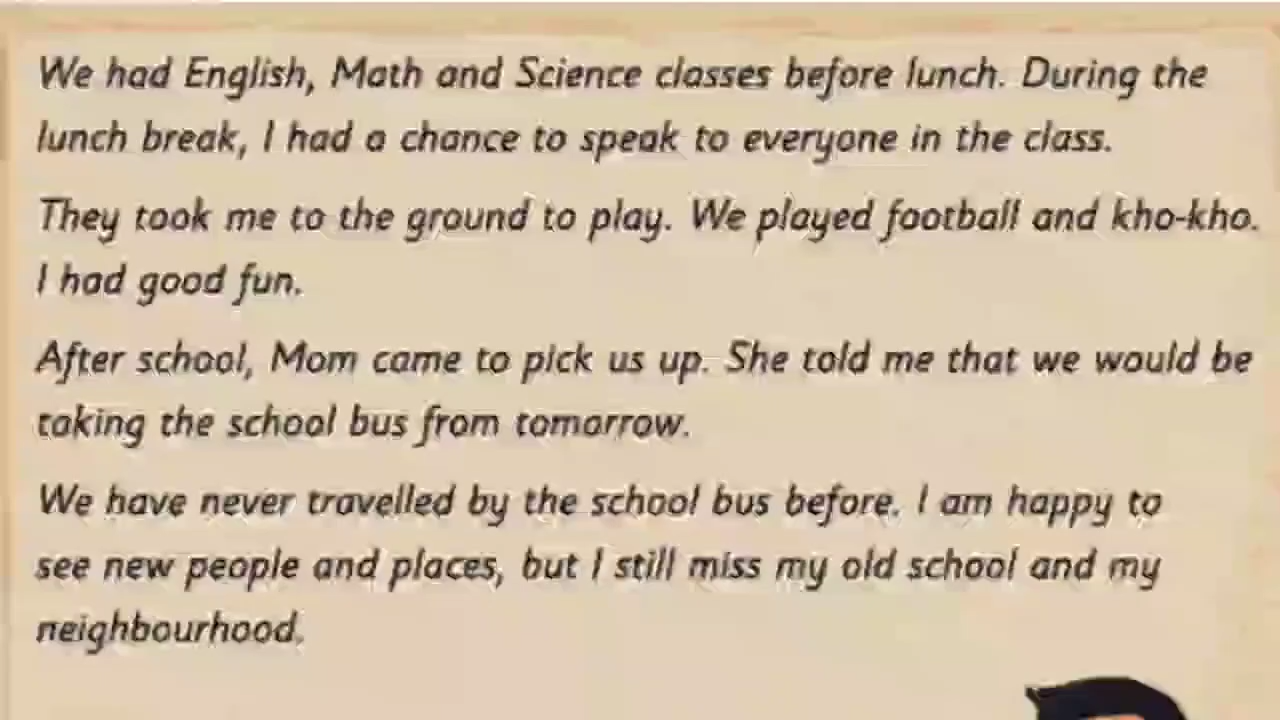 We had English, Math and Science classes before lunch. During the
lunch break, I had a chance to speak to everyone in the class.
They took me to the ground to play. We played football and kho-kho.
I had good fun.
After school, Mom came to pick us up. She told me that we would be
taking the school bus from tomorrow.
We have never travelled by the school bus before. I am happy to
see new people and places, but I still miss my old school and my
neighbourhood.